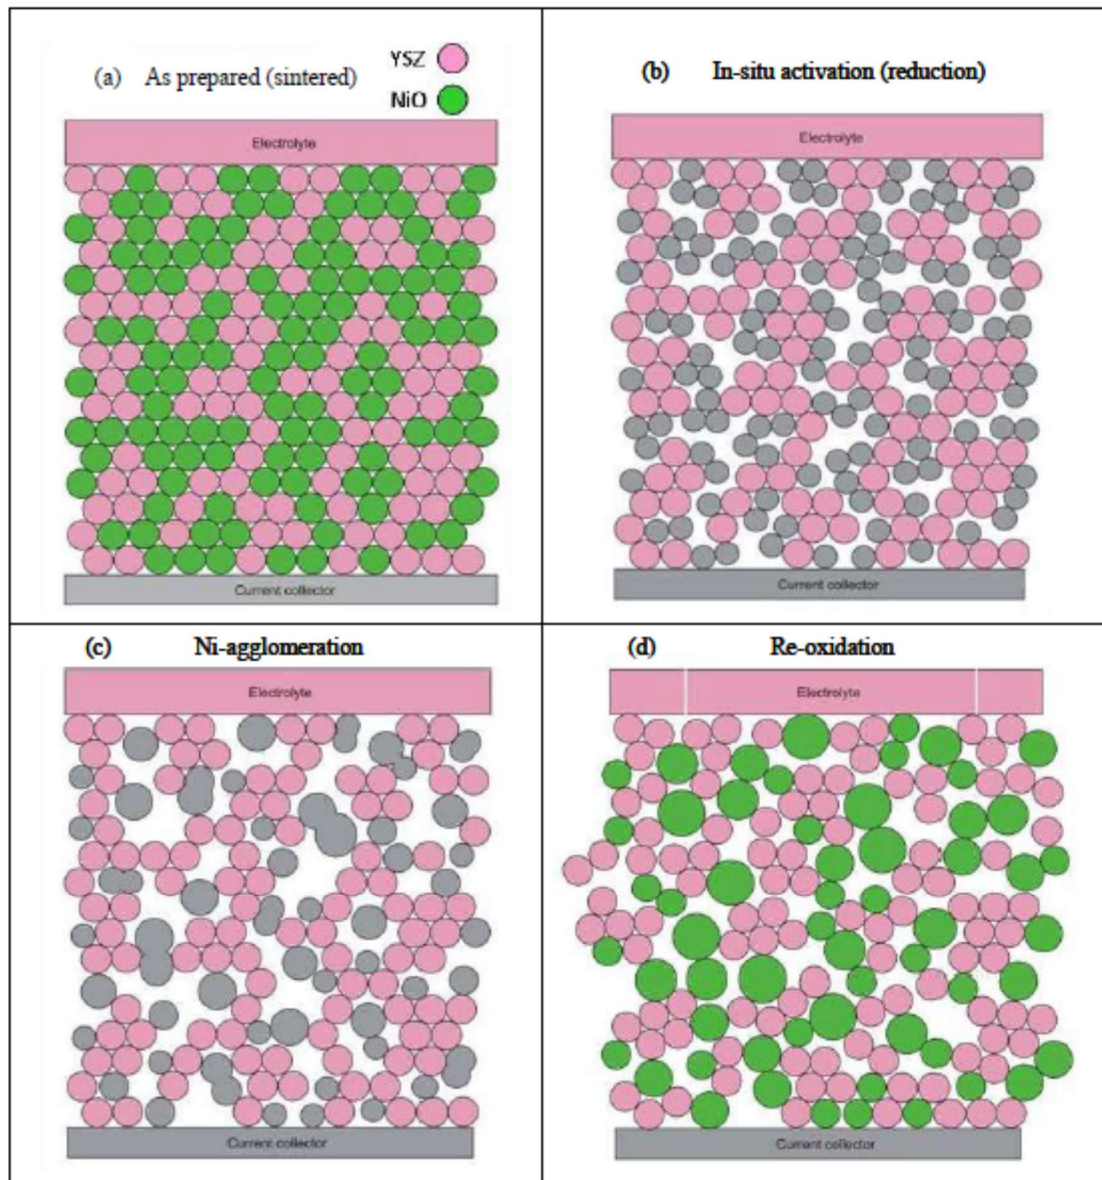 (a) As prepared (sintered)
YSZ
NiO
Electrolyte
Current collector
(b) In-situ activation (reduction)
Electrolyte
Current collector
(c) Ni-agglomeration
Electrolyte
Current collector
(d) Re-oxidation
Electrolyte
Current collector